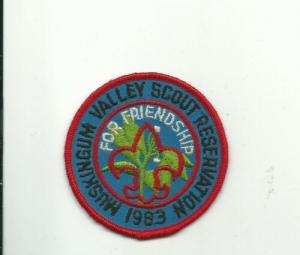 MUSKINGUM VALLEY SCOUT RESERVATION
FOR FRIENDSHIP
1983